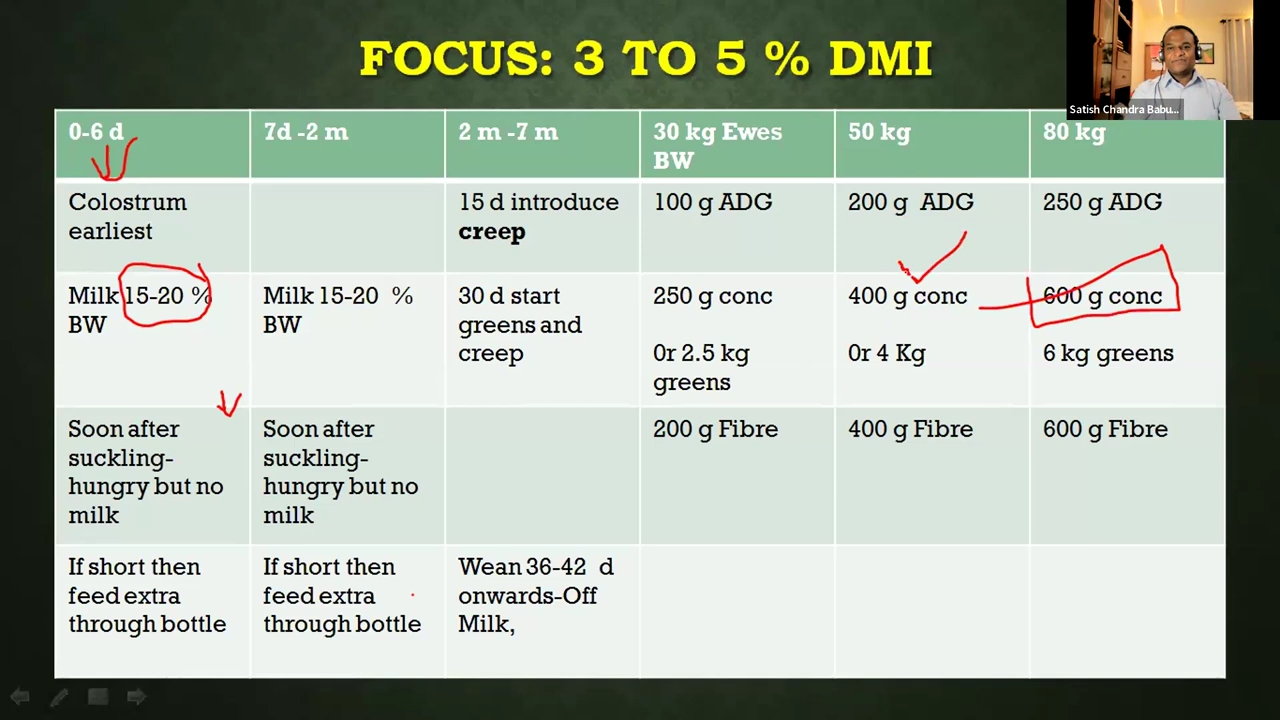 FOCUS: 3 TO 5 % DMI
Satish Chandra Babu...
0-6 d
7d -2 m
2 m -7 m
30 kg Ewes
BW
50 kg
80 kg
Colostrum
earliest
15 d introduce
creep
100 g ADG
200 g ADG
250 g ADG
Milk 15-20 %
BW
Milk 15-20 %
BW
30 d start
greens and
creep
250 g conc
0r 2.5 kg
greens
400 g conc
0r 4 Kg
600 g conc
6 kg greens
Soon after
suckling-
hungry but no
milk
Soon after
suckling-
hungry but no
milk
200 g Fibre
400 g Fibre
600 g Fibre
If short then
feed extra
through bottle
If short then
feed extra
through bottle
Wean 36-42 d
onwards-Off
Milk,